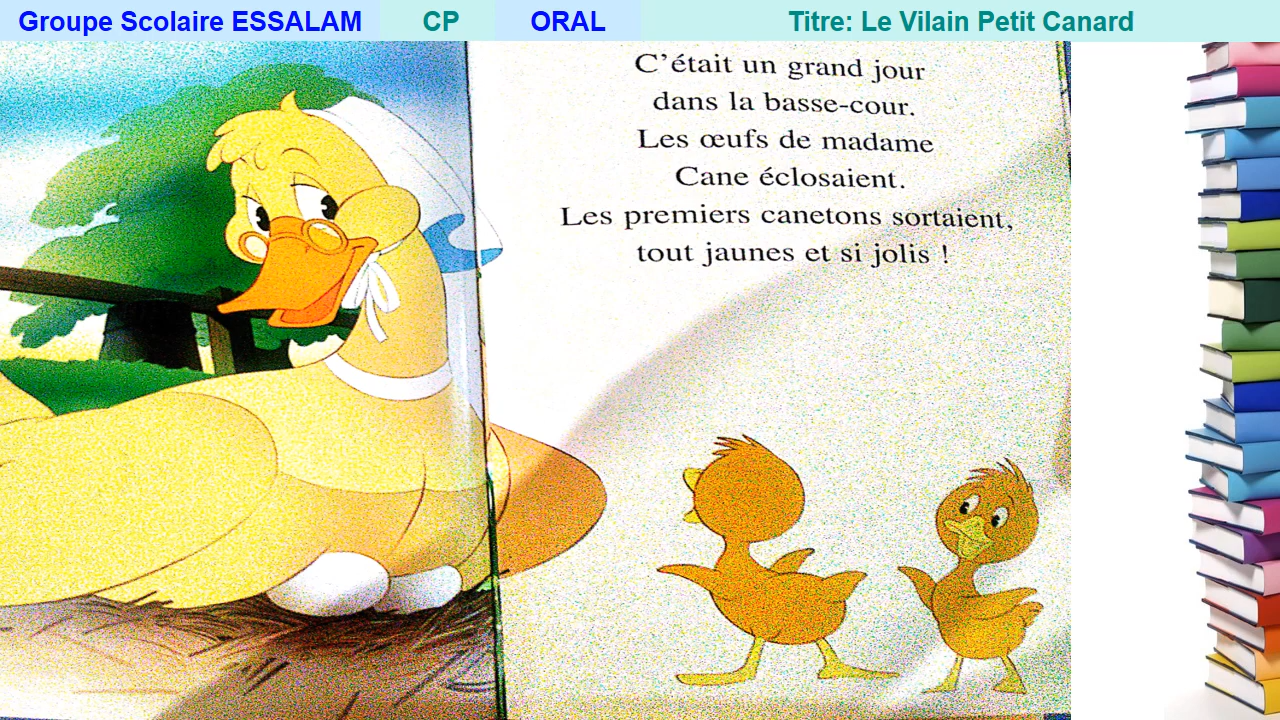 Groupe Scolaire ESSALAM CP ORAL Titre: Le Vilain Petit Canard
C'était un grand jour
dans la basse-cour.
Les œufs de madame
Cane éclosaient.
Les premiers canetons sortaient,
tout jaunes et si jolis !